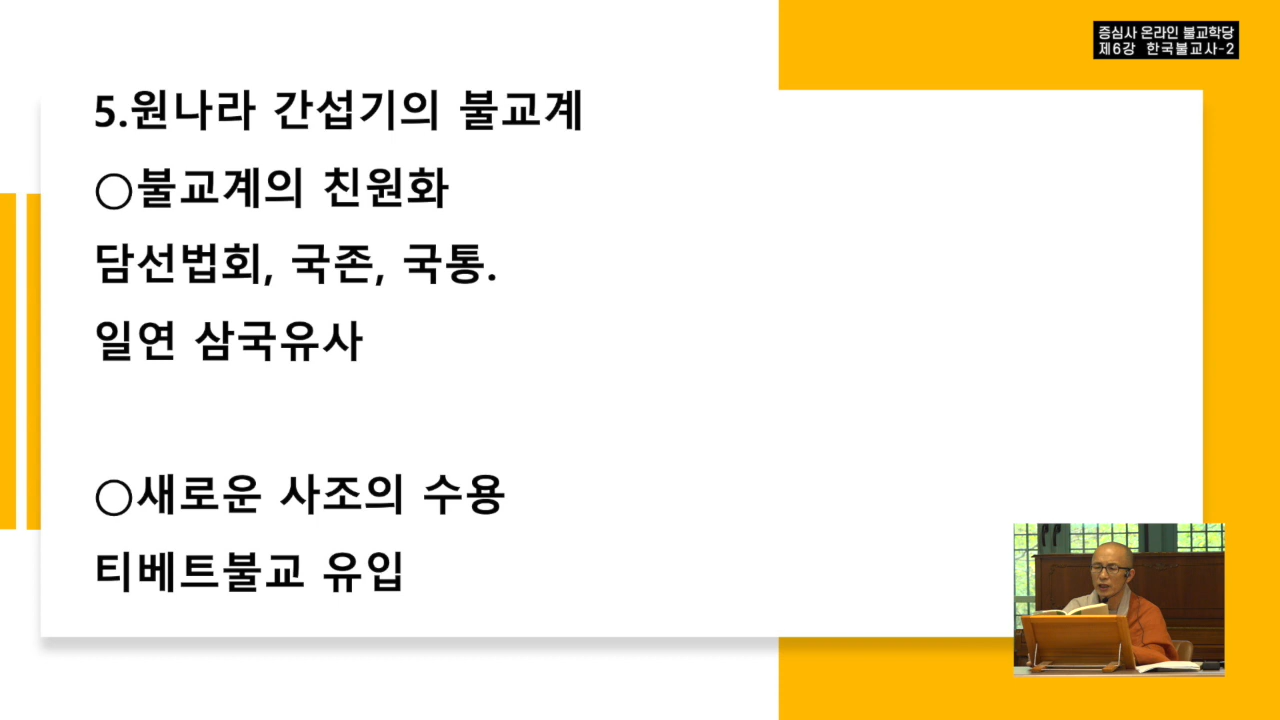 증심사 온라인 불교학당
제6강 한국불교사-2
5.원나라 간섭기의 불교계
○불교계의 친원화
담선법회, 국존, 국통.
일연 삼국유사
○새로운 사조의 수용
티베트불교 유입